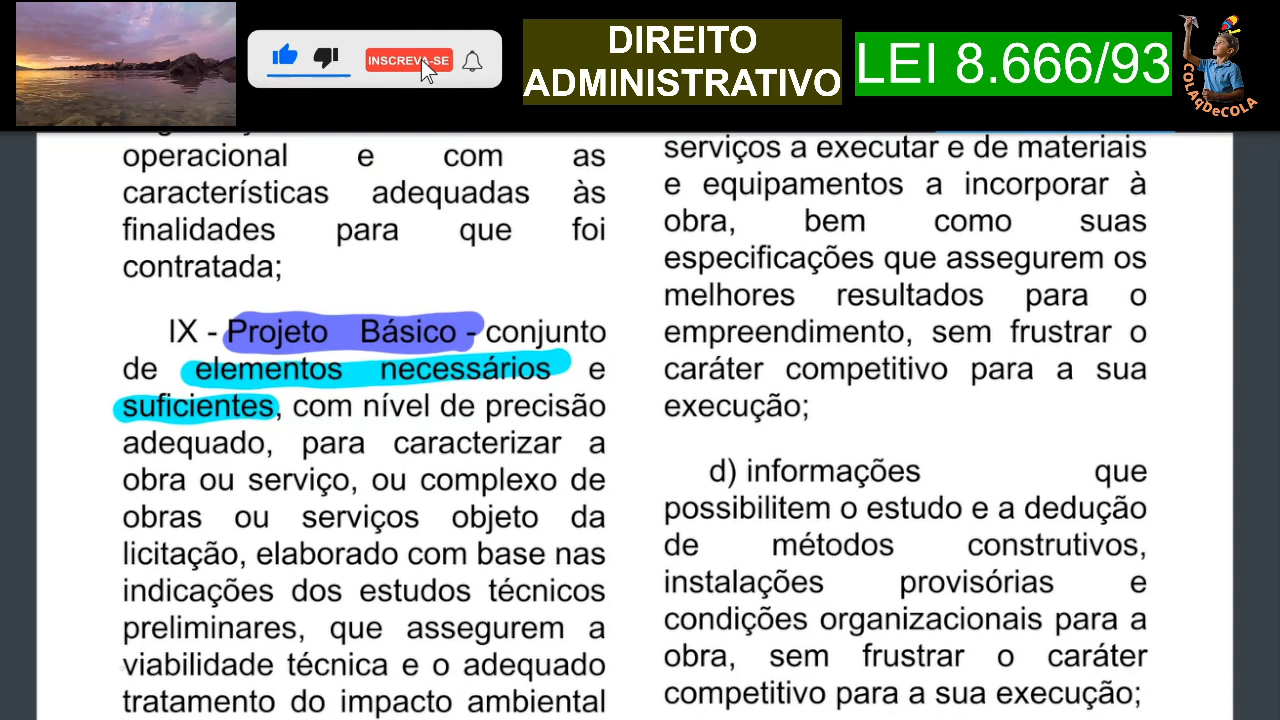 INSCREVA-SE
DIREITO
ADMINISTRATIVO
LEI 8.666/93
COLAqDeCOLA
operacional e com as
características adequadas às
finalidades para que foi
contratada;
IX - Projeto Básico - conjunto
de elementos necessários e
suficientes, com nível de precisão
adequado, para caracterizar a
obra ou serviço, ou complexo de
obras ou serviços objeto da
licitação, elaborado com base nas
indicações dos estudos técnicos
preliminares, que assegurem a
viabilidade técnica e o adequado
tratamento do impacto ambiental
serviços a executar e de materiais
e equipamentos a incorporar à
obra, bem como suas
especificações que assegurem os
melhores resultados para o
empreendimento, sem frustrar o
caráter competitivo para a sua
execução;
d) informações que
possibilitem o estudo e a dedução
de métodos construtivos,
instalações provisórias e
condições organizacionais para a
obra, sem frustrar o caráter
competitivo para a sua execução;